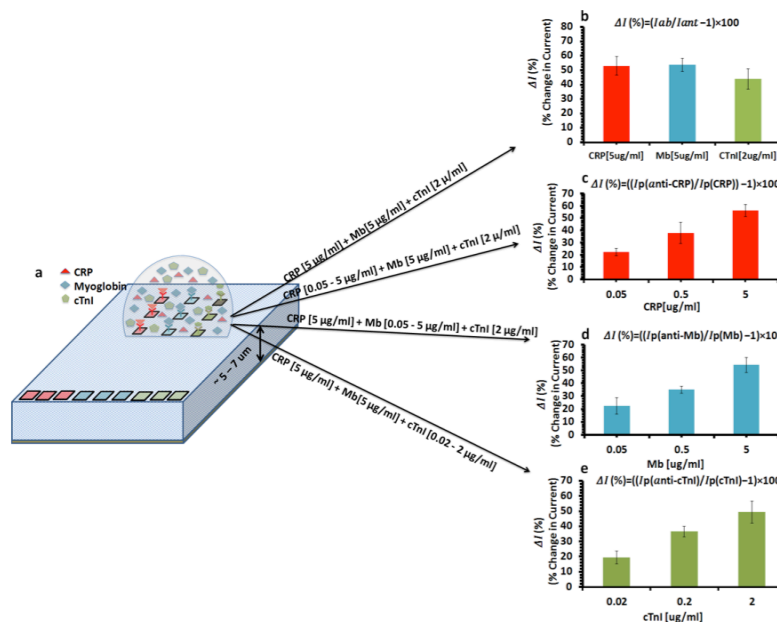 a
CRP
Myoglobin
cTnI
~ 5 – 7 um
CRP [5 µg/ml] + Mb[5 µg/ml] + cTnI [2 µ/ml]
CRP [0.05 - 5 µg/ml] + Mb [5 µg/ml] + cTnI [2 µ/ml]
CRP [5 µg/ml] + Mb [0.05 - 5 µg/ml] + cTnI [2 µg/ml]
CRP [5 µg/ml] + Mb[5 µg/ml] + cTnI [0.02 - 2 µg/ml]
b
ΔI (%)=(Iab/Iant –1)×100
ΔI (%)
(% Change in Current)
80
70
60
50
40
30
20
10
0
CRP[5ug/ml] Mb[5ug/ml] CTnI[2ug/ml]
c
ΔI (%)=((Ip(anti-CRP)/Ip(CRP)) –1)×100
ΔI (%)
(% Change in Current)
70
60
50
40
30
20
10
0
0.05 0.5 5
CRP[ug/ml]
d
ΔI (%)=((Ip(anti-Mb)/Ip(Mb) –1)×100
ΔI (%)
(% Change in Current)
70
60
50
40
30
20
10
0
0.05 0.5 5
Mb [ug/ml]
e
ΔI (%)=((Ip(anti-cTnI)/Ip(cTnI)–1)×100
ΔI (%)
(% Change in Current)
70
60
50
40
30
20
10
0
0.02 0.2 2
cTnI [ug/ml]